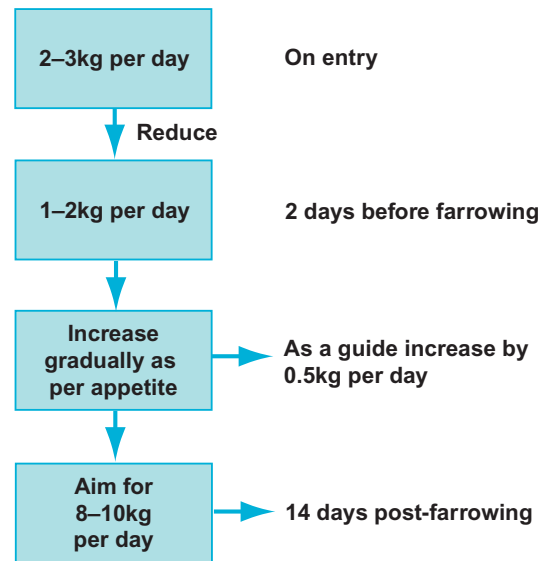 2–3kg per day
On entry
Reduce
1–2kg per day
2 days before farrowing
Increase
gradually as
per appetite
As a guide increase by
0.5kg per day
Aim for
8–10kg
per day
14 days post-farrowing